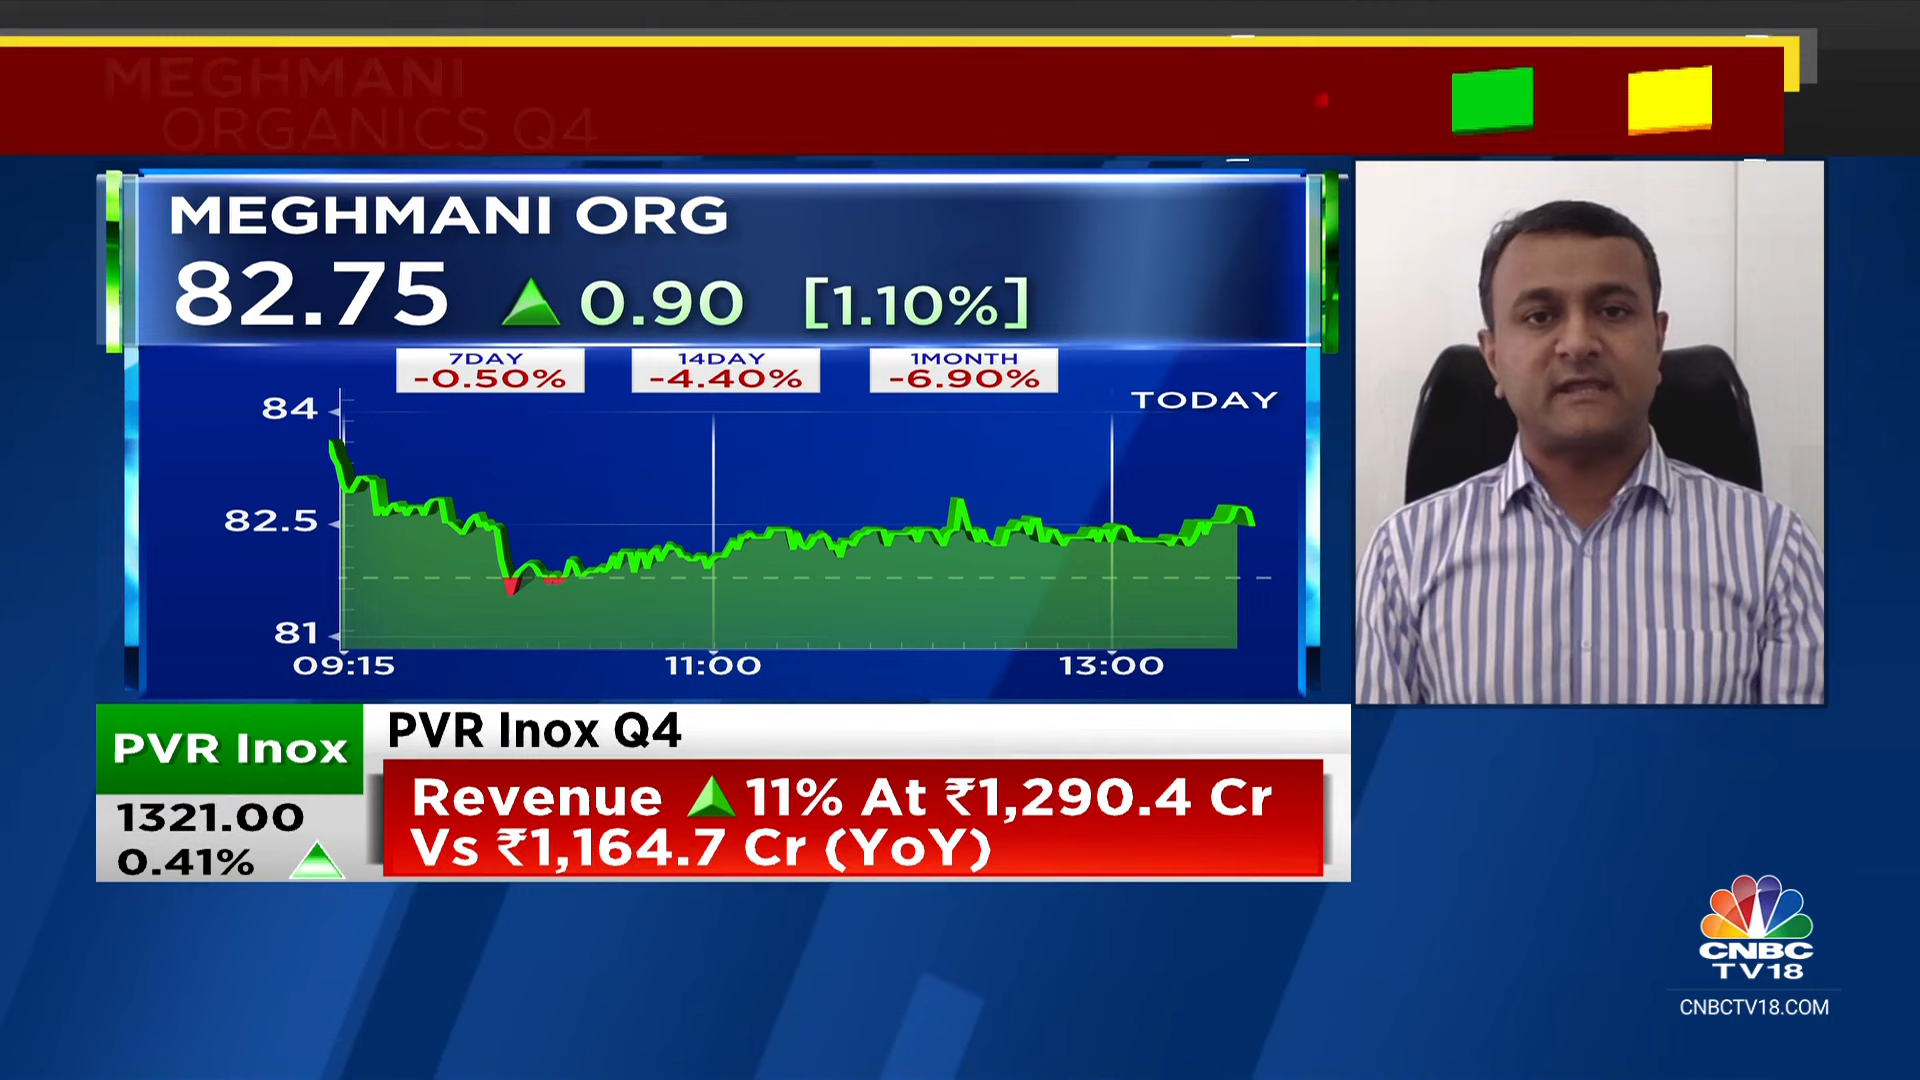 MEGHMANI
ORGANICS Q4
MEGHMANI ORG
82.75 0.90 [1.10%]
7DAY
-0.50%
14DAY
-4.40%
1MONTH
-6.90%
TODAY
84
82.5
81
09:15 11:00 13:00
PVR Inox
1321.00
0.41%
PVR Inox Q4
Revenue ▲ 11% At ₹1,290.4 Cr
Vs ₹1,164.7 Cr (YoY)
CNBC
TV18
CNBCTV18.COM